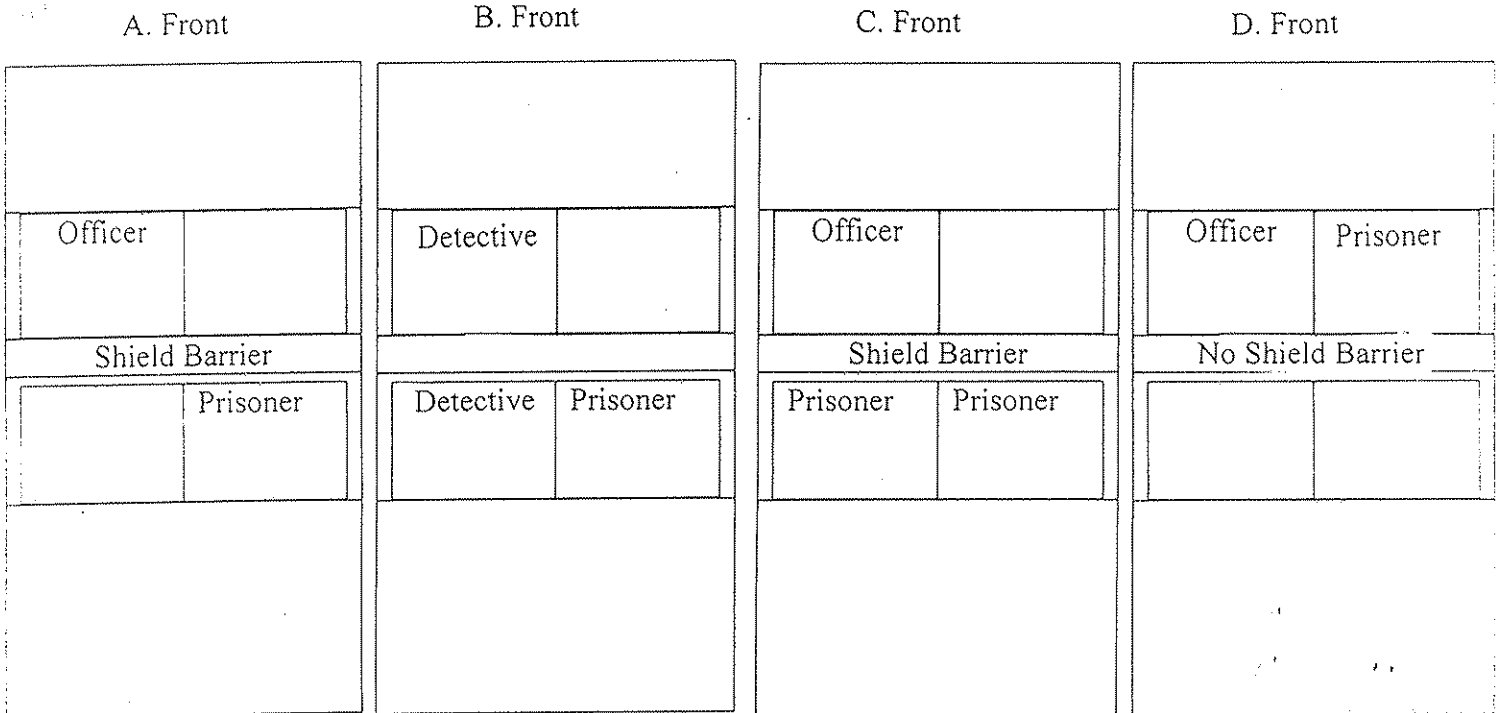 A. Front
B. Front
C. Front
D. Front
Officer
Detective
Officer
Officer Prisoner
Shield Barrier
Shield Barrier
No Shield Barrier
Prisoner
Detective Prisoner
Prisoner Prisoner